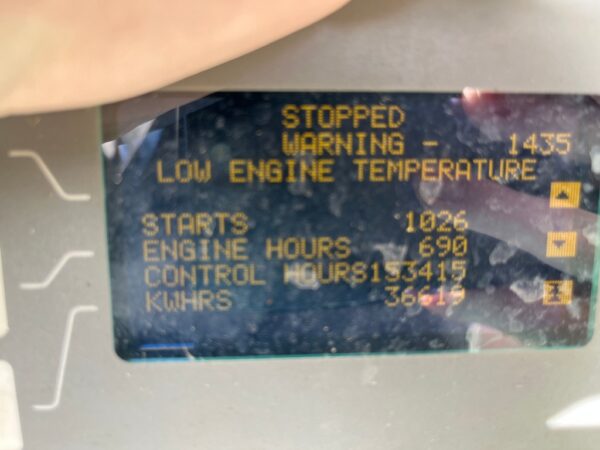 STOPPED
WARNING - 1435
LOW ENGINE TEMPERATURE
STARTS 1026
ENGINE HOURS 690
CONTROL HOURS153415
KWHRS 36619